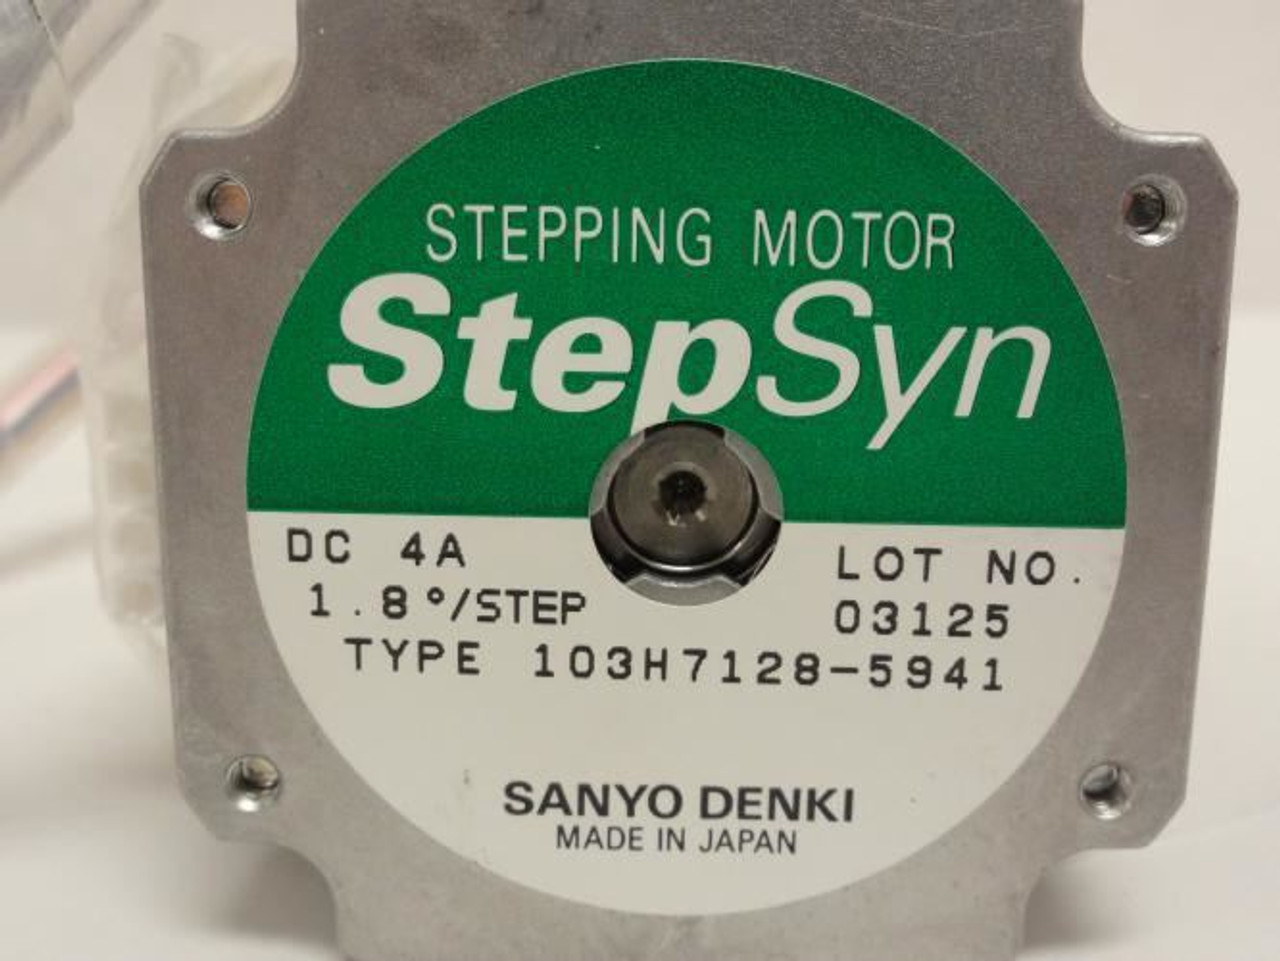 STEPPING MOTOR
StepSyn
DC 4A
1.8°/STEP
LOT NO.
03125
TYPE 103H7128-5941
SANYO DENKI
MADE IN JAPAN